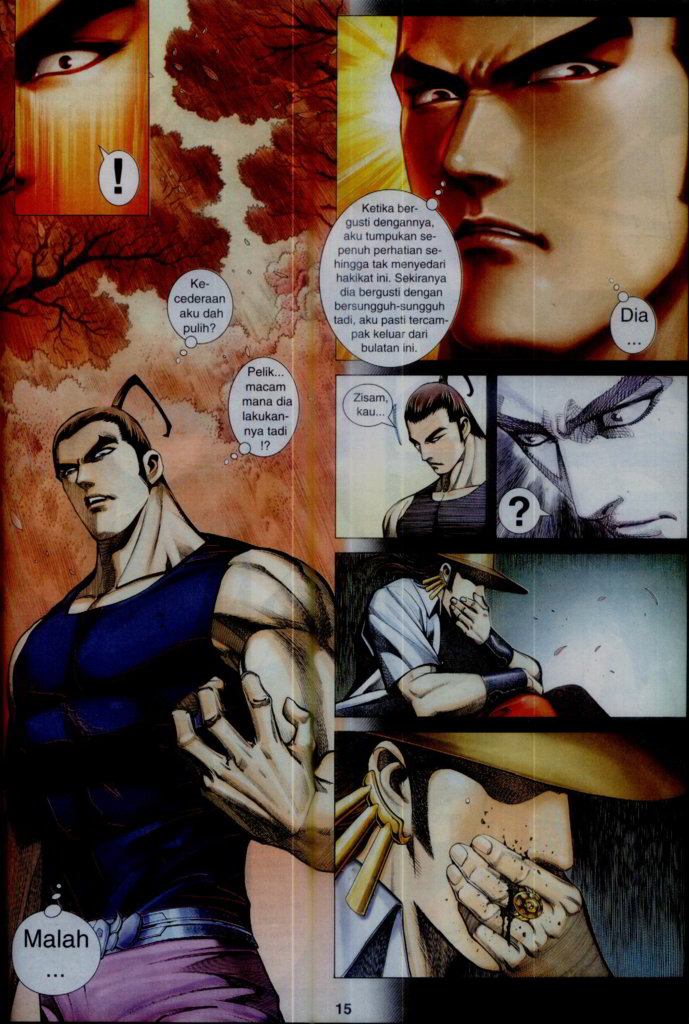 !
Ke-
cederaan
aku dah
pulih?
Pelik...
macam
mana dia
lakukan-
nya tadi
!?
Malah
...
Ketika ber-
gusti dengannya,
aku tumpukan se-
penuh perhatian se-
hingga tak menyedari
hakikat ini. Sekiranya
dia bergusti dengan
bersungguh-sungguh
tadi, aku pasti tercam-
pak keluar dari
bulatan ini.
Dia
...
Zisam,
kau...
?
15